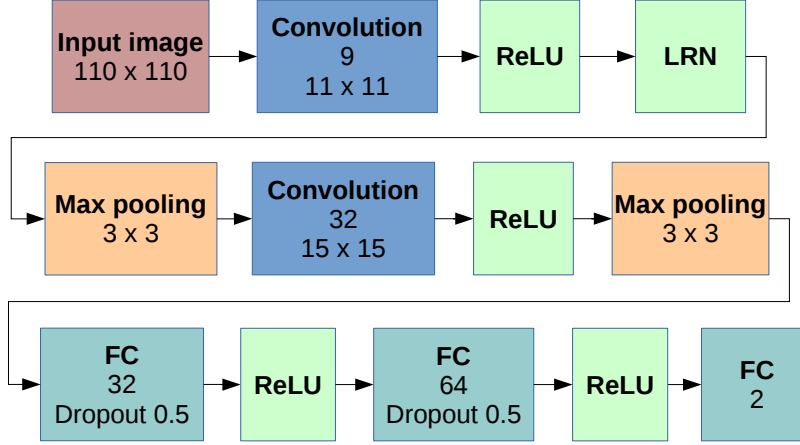 Input image
110 x 110
Convolution
9
11 x 11
ReLU
LRN
Max pooling
3 x 3
Convolution
32
15 x 15
ReLU
Max pooling
3 x 3
FC
32
Dropout 0.5
ReLU
FC
64
Dropout 0.5
ReLU
FC
2